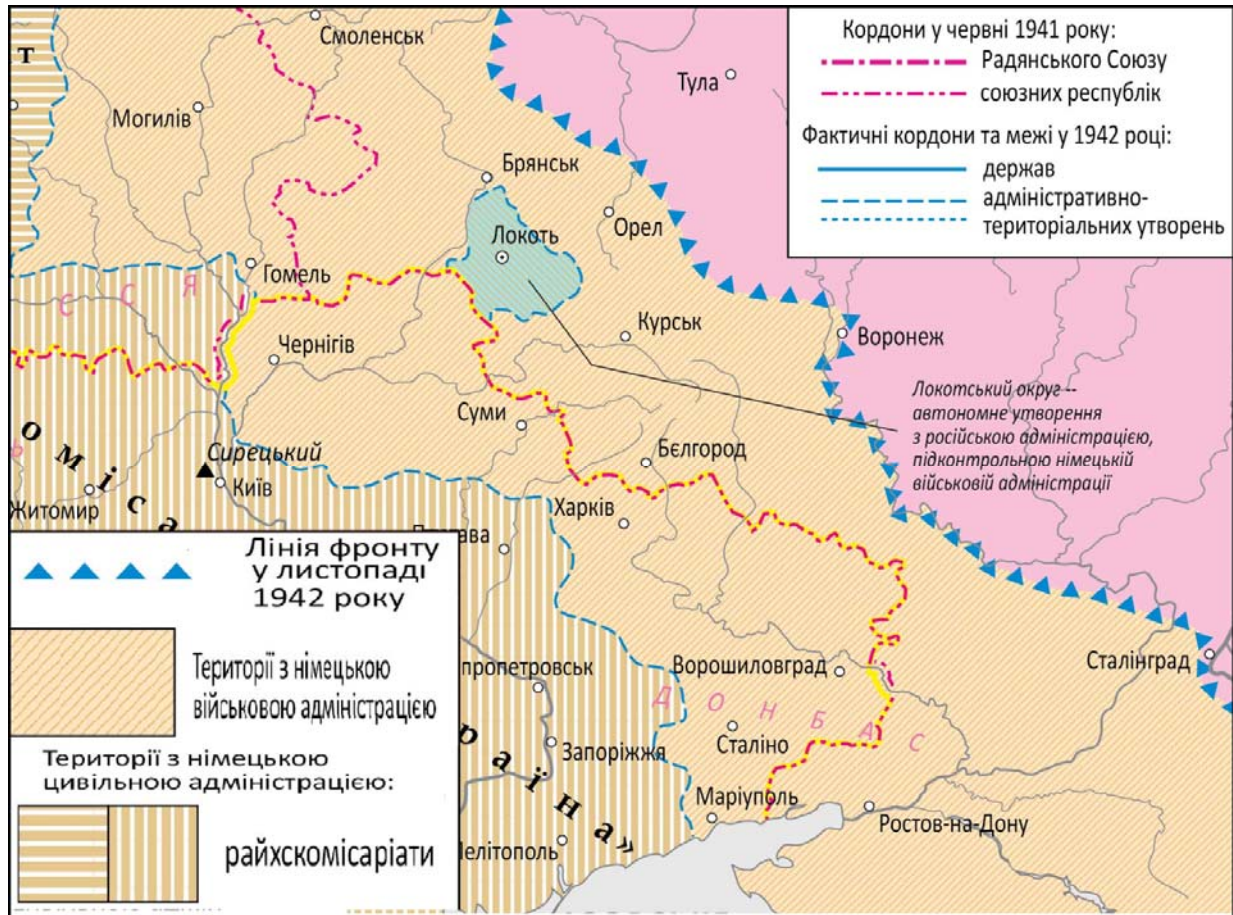 Смоленськ
Кордони у червні 1941 року:
Радянського Союзу
союзних республік
Фактичні кордони та межі у 1942 році:
держав
адміністративно-
територіальних утворень
т
Тула
Могилів
Брянськ
Орел
Локоть
Гомель
Є С Я
Чернігів
Курськ
Воронеж
Локотський округ --
автономне утворення
з російською адміністрацією,
підконтрольною німецькій
військовій адміністрації
Суми
Бєлгород
Ь
о м і с а
Сирецький
Київ
Житомир
Харків
ава
Лінія фронту
у листопаді
1942 року
Території з німецькою
військовою адміністрацією
пропетровськ
Ворошиловград
Сталінград
Д О Н Б А С
Сталіно
Запоріжжя
р а ї н а »
Території з німецькою
цивільною адміністрацією:
райхскомісаріати
Маріуполь
Ростов-на-Дону
елітополь